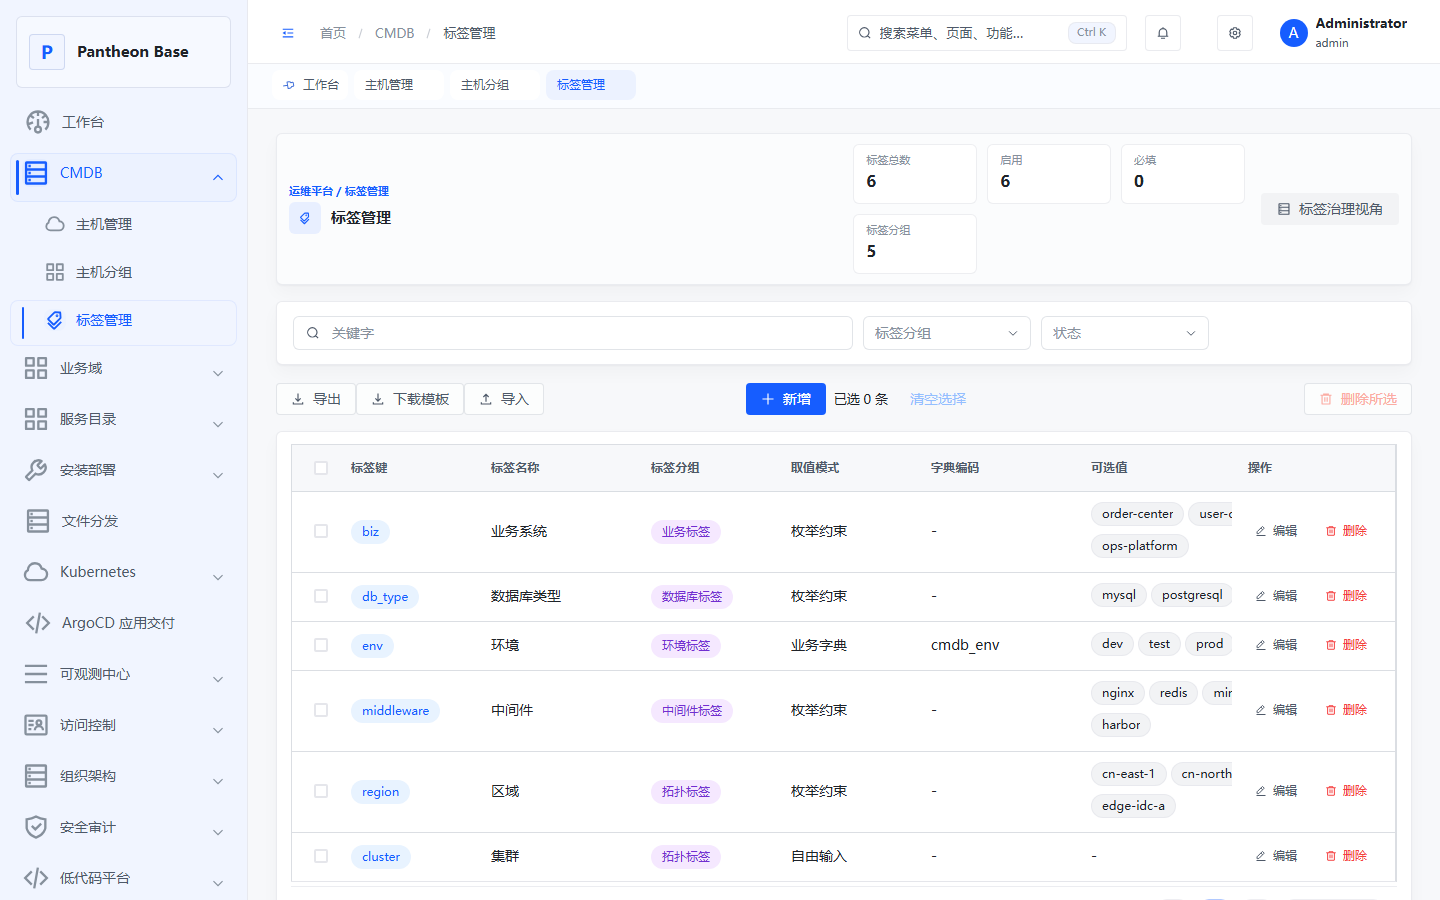 P Pantheon Base
工作台
CMDB
主机管理
主机分组
标签管理
业务域
服务目录
安装部署
文件分发
Kubernetes
ArgoCD 应用交付
可观测中心
访问控制
组织架构
安全审计
低代码平台
首页 / CMDB / 标签管理
搜索菜单、页面、功能... Ctrl K
A Administrator
admin
工作台 主机管理 主机分组 标签管理
运维平台 / 标签管理
标签管理
标签总数
6
启用
6
必填
0
标签分组
5
标签治理视角
关键字 标签分组 状态
导出 下载模板 导入 新增 已选 0 条 清空选择 删除所选
标签键 标签名称 标签分组 取值模式 字典编码 可选值 操作
biz 业务系统 业务标签 枚举约束 - order-center user-c ops-platform 编辑 删除
db_type 数据库类型 数据库标签 枚举约束 - mysql postgresql 编辑 删除
env 环境 环境标签 业务字典 cmdb_env dev test prod 编辑 删除
middleware 中间件 中间件标签 枚举约束 - nginx redis mir harbor 编辑 删除
region 区域 拓扑标签 枚举约束 - cn-east-1 cn-north edge-idc-a 编辑 删除
cluster 集群 拓扑标签 自由输入 - - 编辑 删除